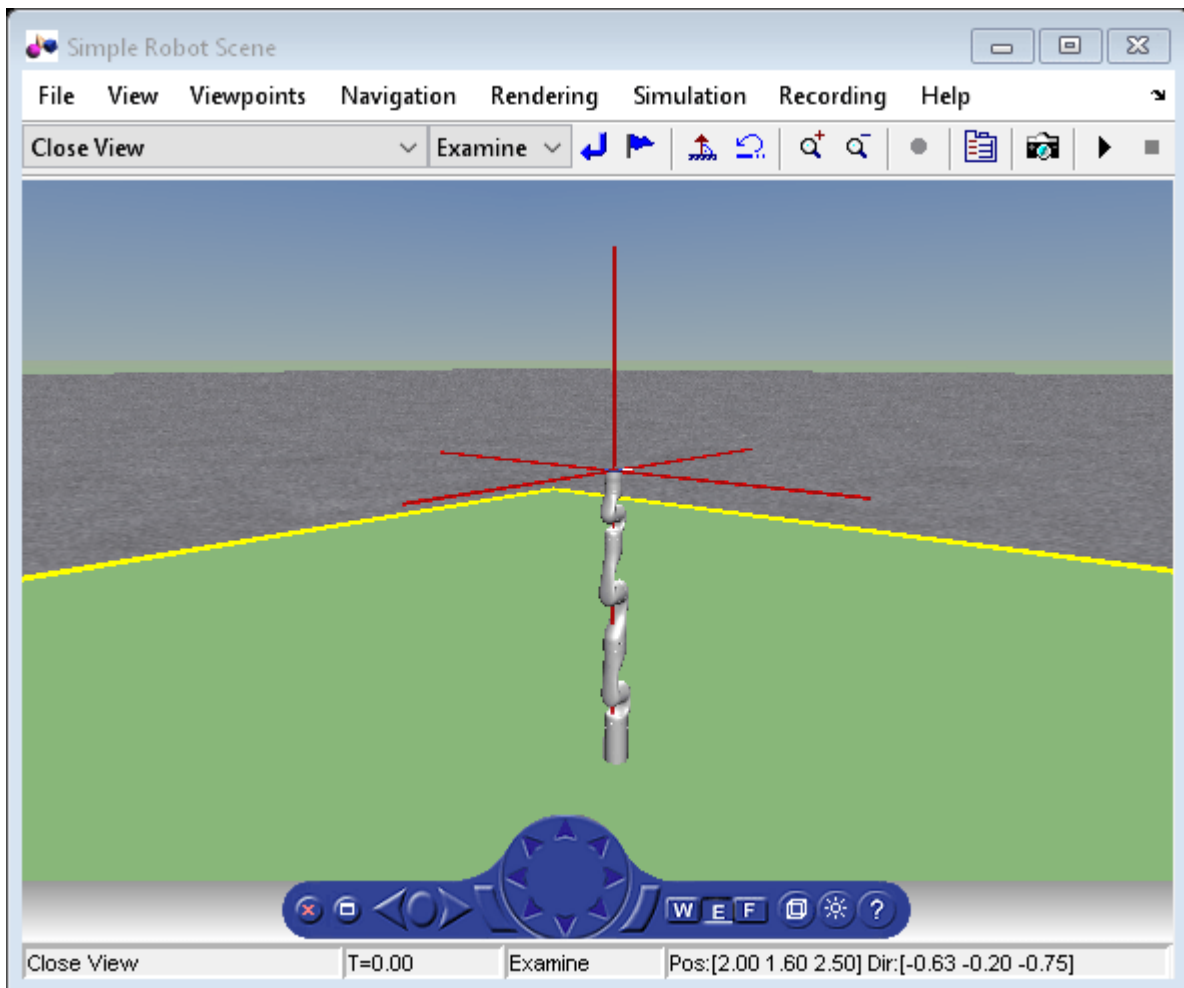 Simple Robot Scene
File View Viewpoints Navigation Rendering Simulation Recording Help
Close View Examine
W E F ?
Close View T=0.00 Examine Pos:[2.00 1.60 2.50] Dir:[-0.63 -0.20 -0.75]